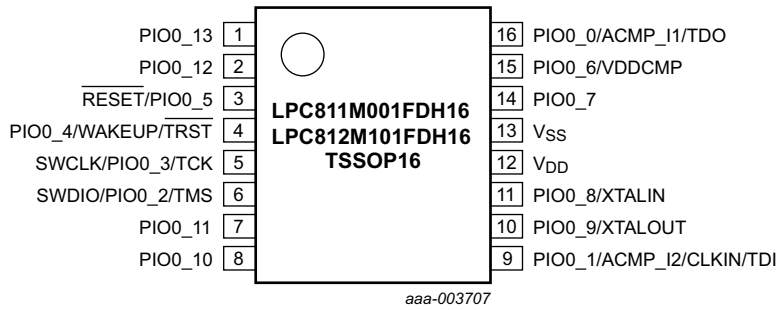 PIO0_13 1
PIO0_12 2
RESET/PIO0_5 3
PIO0_4/WAKEUP/TRST 4
SWCLK/PIO0_3/TCK 5
SWDIO/PIO0_2/TMS 6
PIO0_11 7
PIO0_10 8
LPC811M001FDH16
LPC812M101FDH16
TSSOP16
16 PIO0_0/ACMP_I1/TDO
15 PIO0_6/VDDCMP
14 PIO0_7
13 VSS
12 VDD
11 PIO0_8/XTALIN
10 PIO0_9/XTALOUT
9 PIO0_1/ACMP_I2/CLKIN/TDI
aaa-003707